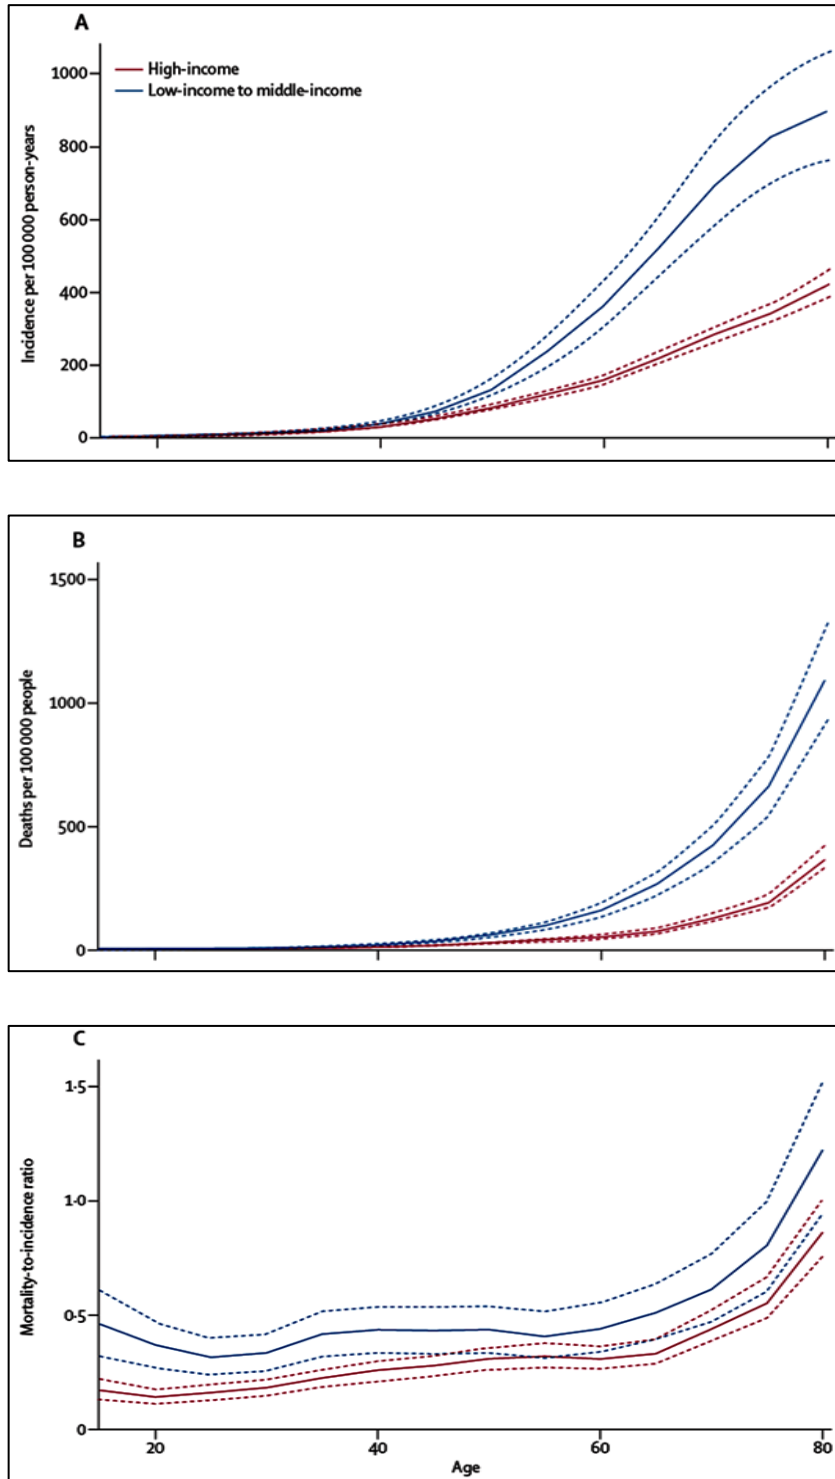 A
1000
800
600
400
200
0
Incidence per 100 000 person-years
High-income
Low-income to middle-income
B
1500
1000
500
0
Deaths per 100 000 people
C
1·5
1·0
0·5
0
Mortality-to-incidence ratio
20
40
60
80
Age